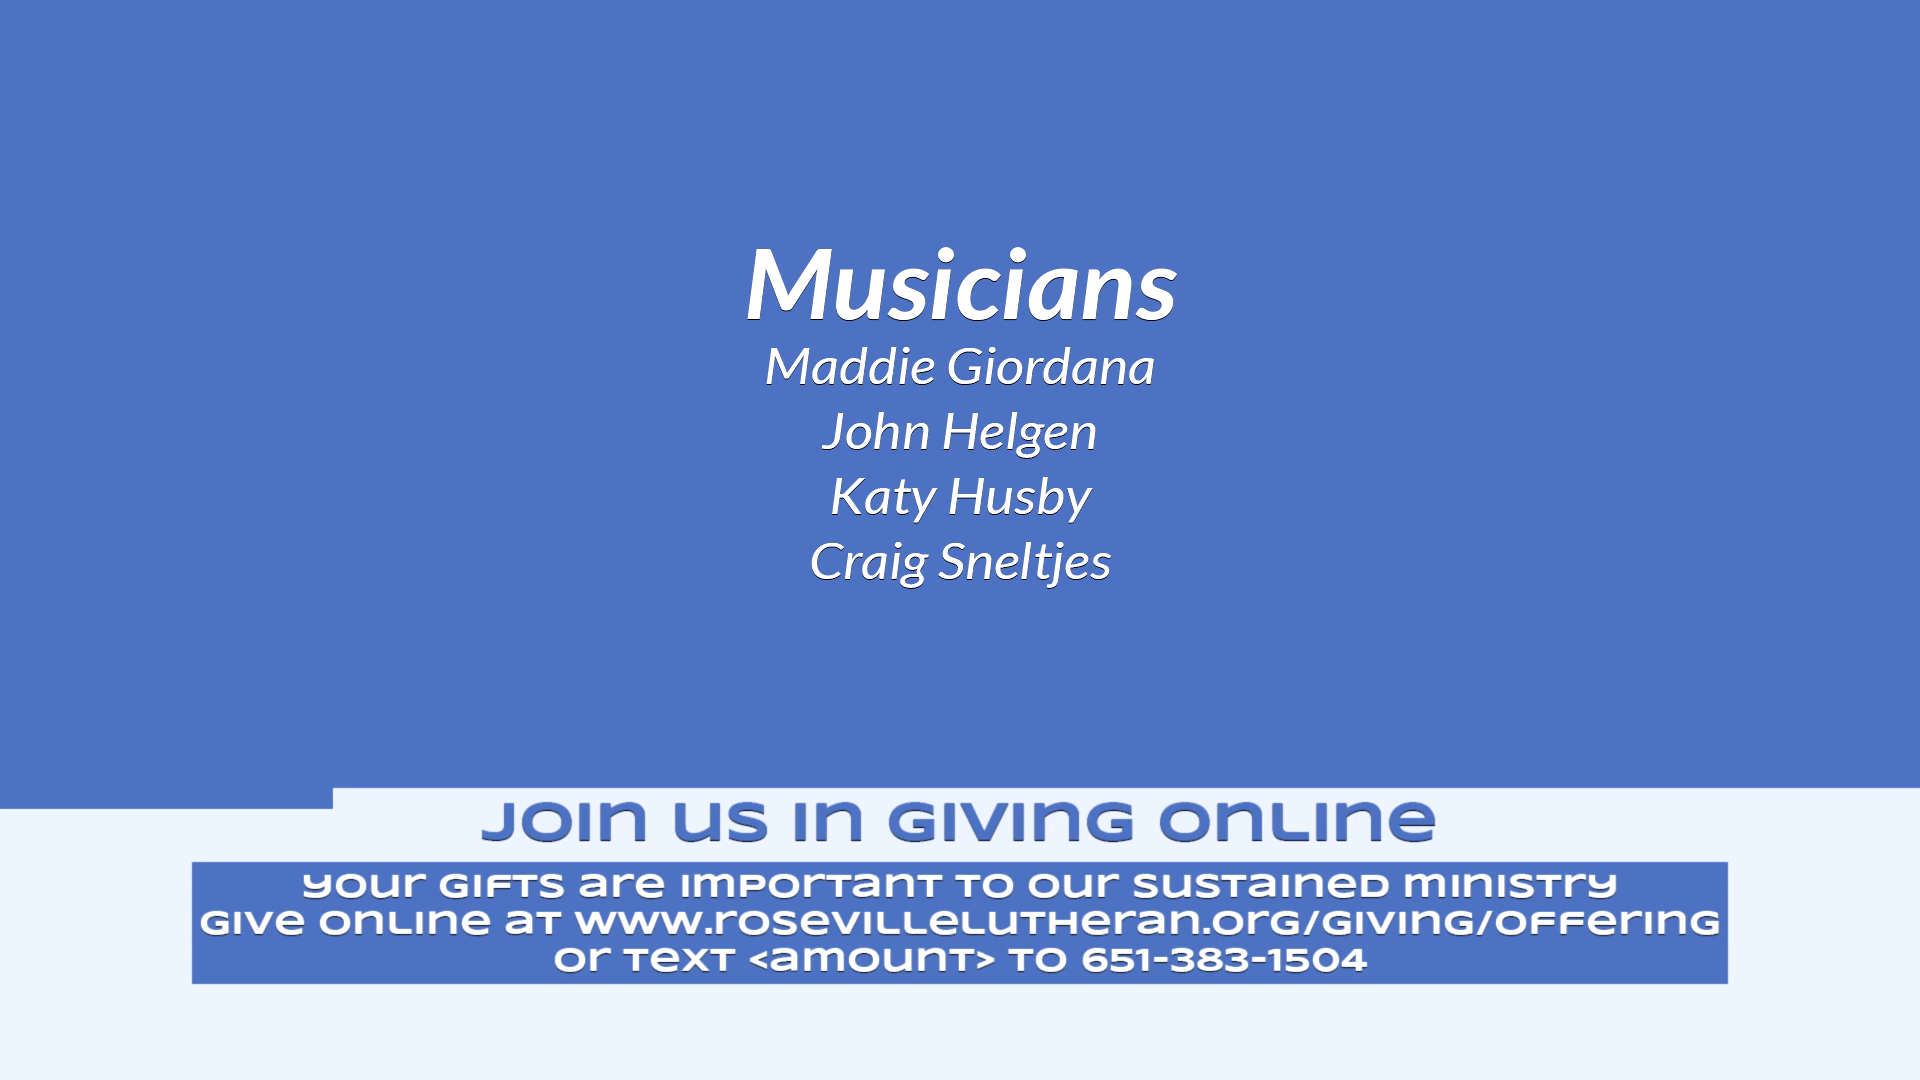 Musicians
Maddie Giordana
John Helgen
Katy Husby
Craig Sneltjes
Join us in giving online
Your gifts are important to our sustained ministry
Give online at www.rosevillelutheran.org/giving/offering
or text <amount> to 651-383-1504